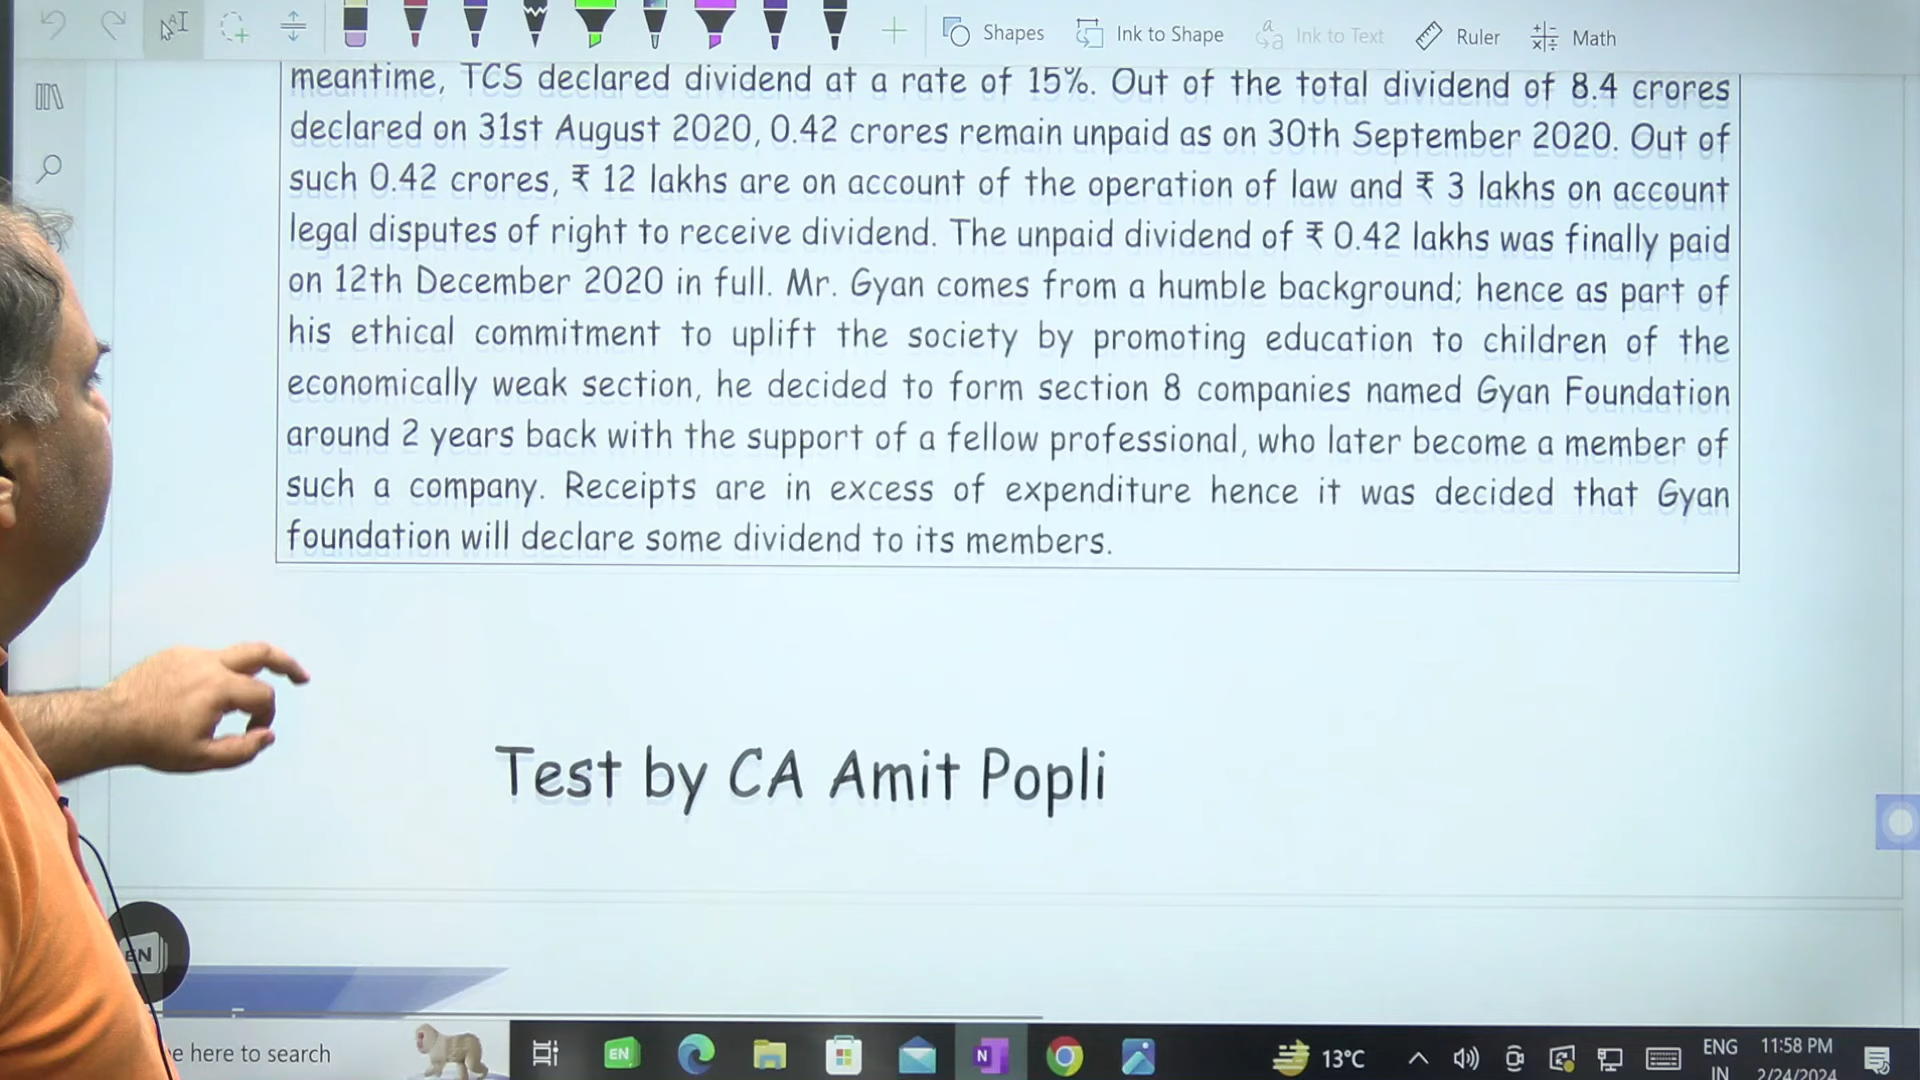 Shapes
Ink to Shape
Ink to Text
Ruler
Math
meantime, TCS declared dividend at a rate of 15%. Out of the total dividend of 8.4 crores
declared on 31st August 2020, 0.42 crores remain unpaid as on 30th September 2020. Out of
such 0.42 crores, ₹ 12 lakhs are on account of the operation of law and ₹ 3 lakhs on account
legal disputes of right to receive dividend. The unpaid dividend of ₹ 0.42 lakhs was finally paid
on 12th December 2020 in full. Mr. Gyan comes from a humble background; hence as part of
his ethical commitment to uplift the society by promoting education to children of the
economically weak section, he decided to form section 8 companies named Gyan Foundation
around 2 years back with the support of a fellow professional, who later become a member of
such a company. Receipts are in excess of expenditure hence it was decided that Gyan
foundation will declare some dividend to its members.
Test by CA Amit Popli
EN
e here to search
EN
N
13°C
ENG
IN
11:58 PM
2/24/2024